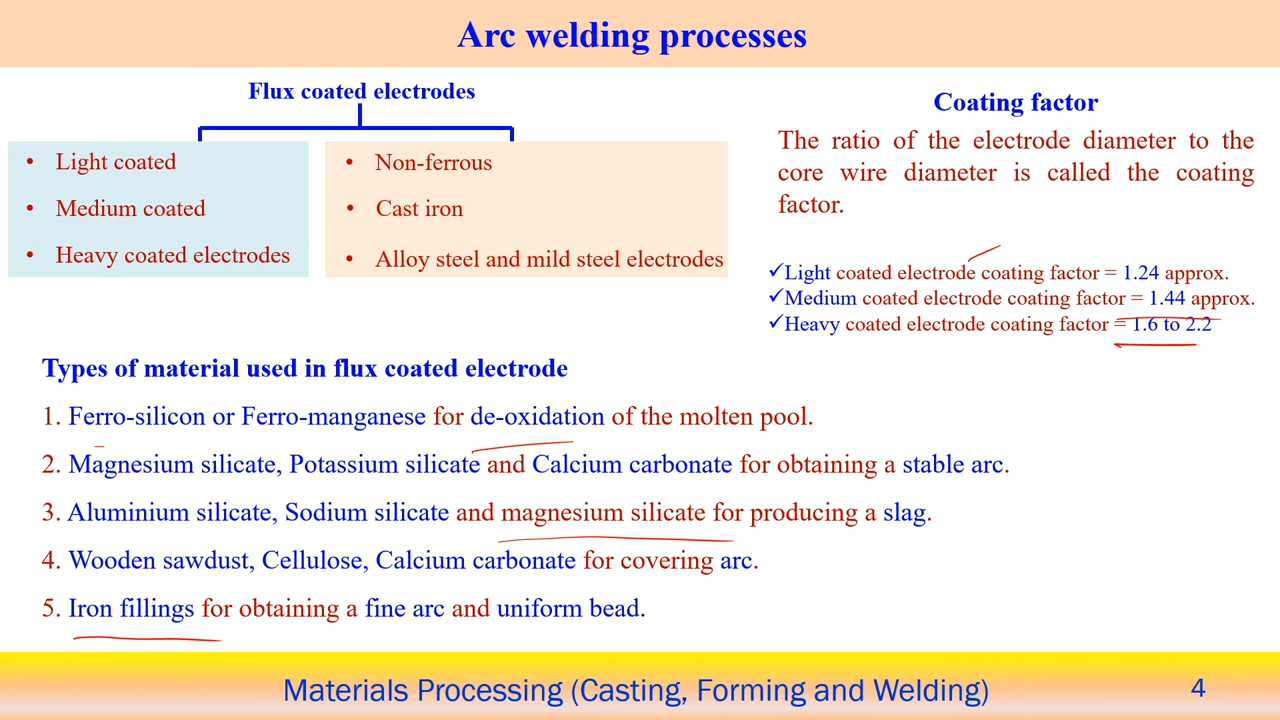 Arc welding processes
Flux coated electrodes
• Light coated
• Medium coated
• Heavy coated electrodes
• Non-ferrous
• Cast iron
• Alloy steel and mild steel electrodes
Coating factor
The ratio of the electrode diameter to the
core wire diameter is called the coating
factor.
✓Light coated electrode coating factor = 1.24 approx.
✓Medium coated electrode coating factor = 1.44 approx.
✓Heavy coated electrode coating factor = 1.6 to 2.2
Types of material used in flux coated electrode
1. Ferro-silicon or Ferro-manganese for de-oxidation of the molten pool.
2. Magnesium silicate, Potassium silicate and Calcium carbonate for obtaining a stable arc.
3. Aluminium silicate, Sodium silicate and magnesium silicate for producing a slag.
4. Wooden sawdust, Cellulose, Calcium carbonate for covering arc.
5. Iron fillings for obtaining a fine arc and uniform bead.
Materials Processing (Casting, Forming and Welding)
4